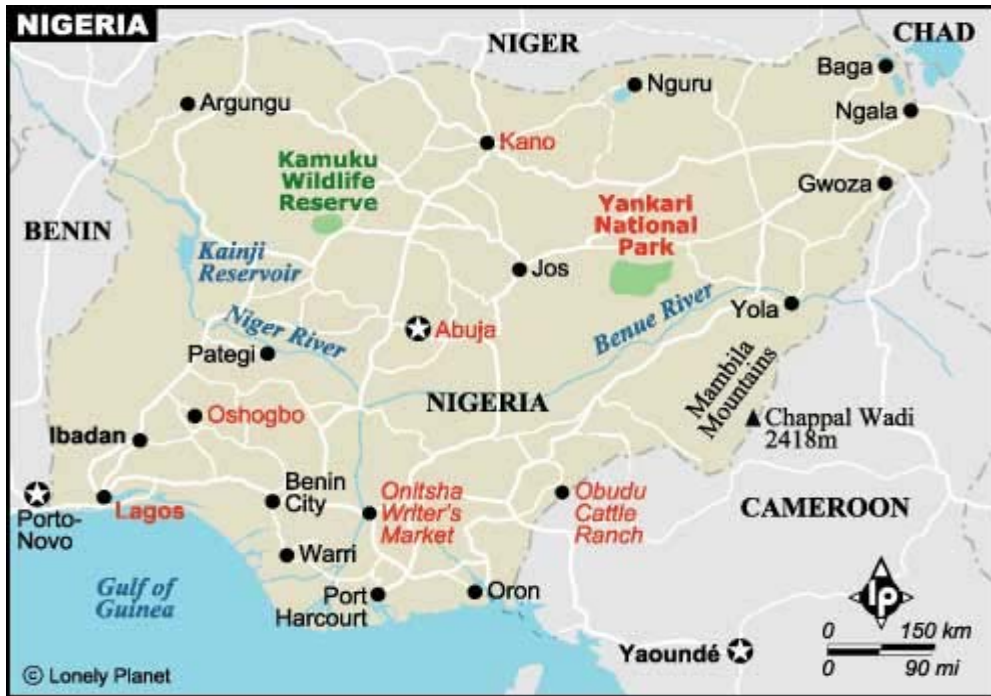 NIGERIA
NIGER
CHAD
Baga
Nguru
Argungu
Ngala
Kano
Kamuku
Wildlife
Reserve
Gwoza
Yankari
National
Park
BENIN
Kainji
Reservoir
Jos
Benue River
Yola
Niger River
Abuja
Pategi
Mambila
Mountains
NIGERIA
Oshogbo
Chappal Wadi
2418m
Ibadan
Benin
City
Onitsha
Writer's
Market
Obudu
Cattle
Ranch
Lagos
Porto-
Novo
CAMEROON
Warri
Gulf of
Guinea
Port
Harcourt
Oron
lp
0 150 km
0 90 mi
Yaoundé
© Lonely Planet